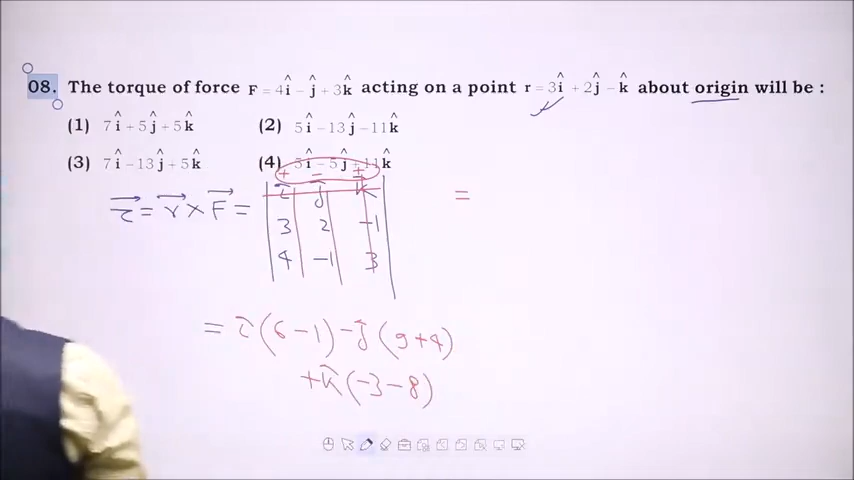 08. The torque of force F = 4î − ĵ + 3k̂ acting on a point r = 3î + 2ĵ − k̂ about origin will be :
(1) 7î + 5ĵ + 5k̂ (2) 5î − 13ĵ − 11k̂
(3) 7î − 13ĵ + 5k̂ (4) 5î − 5ĵ + 11k̂
+ − ±
τ⃗ = r⃗ × F⃗ = | î ĵ k̂ | =
3 2 −1
4 −1 3
= î (6 − 1) − ĵ (9 + 4)
+ k̂ (−3 − 8)